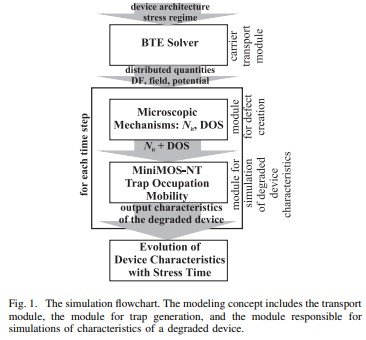 device architecture
stress regime
BTE Solver
carrier
transport
module
distributed quantities
DF, field, potential
for each time step
Microscopic
Mechanisms: Nit, DOS
module
for defect
creation
Nit + DOS
MiniMOS-NT
Trap Occupation
Mobility
module for
simulation
of degraded
device
characteristics
output characteristics
of the degraded device
Evolution of
Device Characteristics
with Stress Time
Fig. 1. The simulation flowchart. The modeling concept includes the transport
module, the module for trap generation, and the module responsible for
simulations of characteristics of a degraded device.